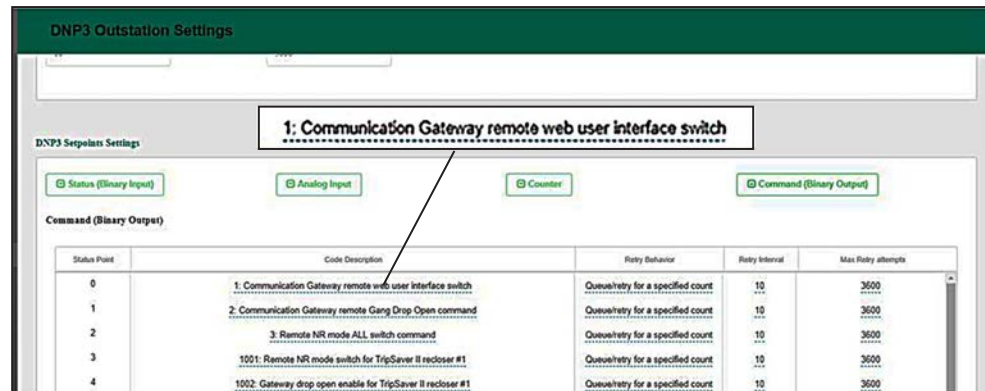 DNP3 Outstation Settings
1: Communication Gateway remote web user interface switch
DNP3 Setpoints Settings
Status (Binary Input) Analog Input Counter Command (Binary Output)
Command (Binary Output)
Status Point Code Description Retry Behavior Retry Interval Max Retry attempts
0 1: Communication Gateway remote web user interface switch Queue/retry for a specified count 10 3600
1 2: Communication Gateway remote Gang Drop Open command Queue/retry for a specified count 10 3600
2 3: Remote NR mode ALL switch command Queue/retry for a specified count 10 3600
3 1001: Remote NR mode switch for TripSaver II recloser #1 Queue/retry for a specified count 10 3600
4 1002: Gateway drop open enable for TripSaver II recloser #1 Queue/retry for a specified count 10 3600